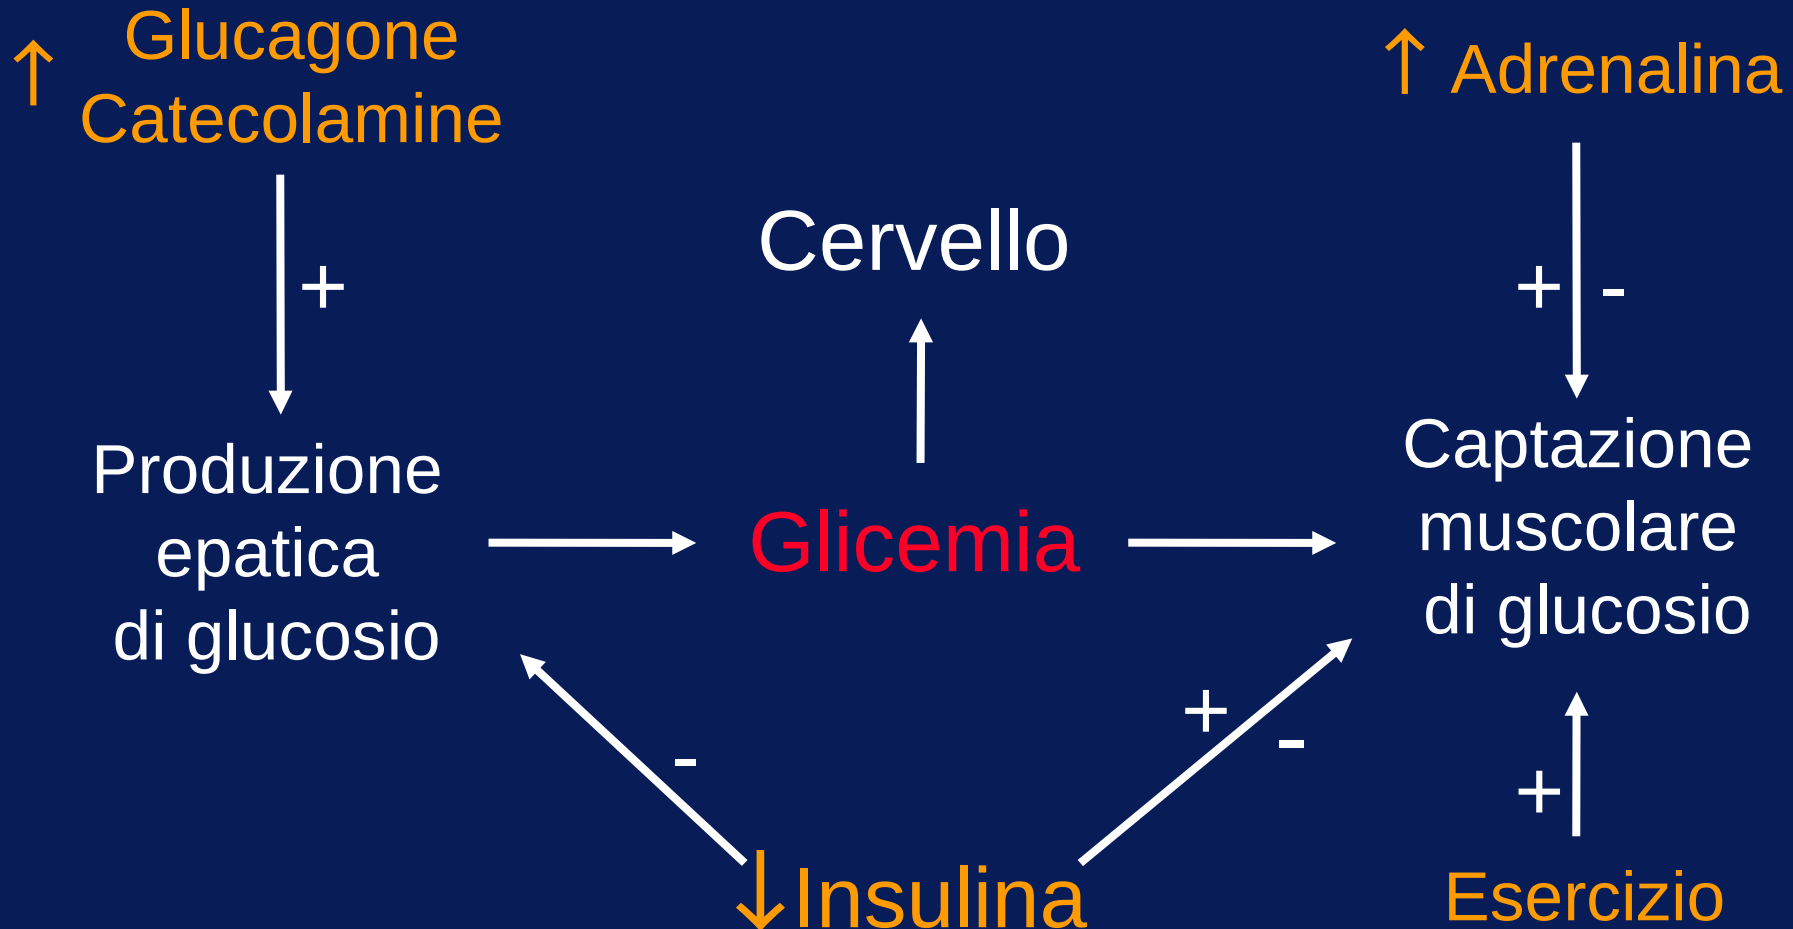 ↑ Glucagone
Catecolamine
↑ Adrenalina
+
Cervello
+ -
Produzione
epatica
di glucosio
Glicemia
Captazione
muscolare
di glucosio
-
+ -
+
↓Insulina
Esercizio